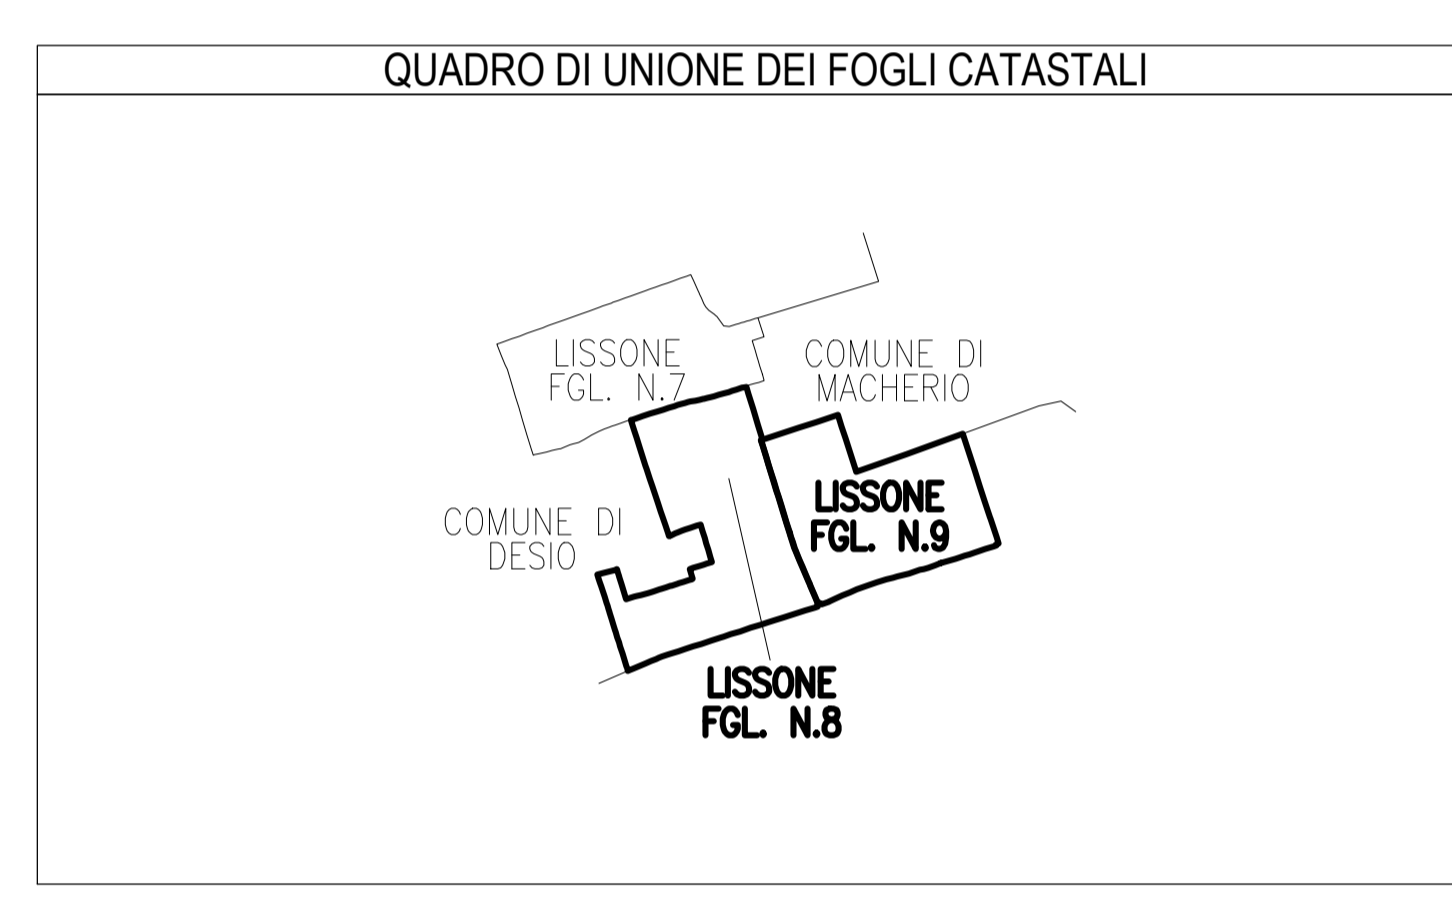 QUADRO DI UNIONE DEI FOGLI CATASTALI
LISSONE
FGL. N.7
COMUNE DI
MACHERIO
LISSONE
FGL. N.9
COMUNE DI
DESIO
LISSONE
FGL. N.8